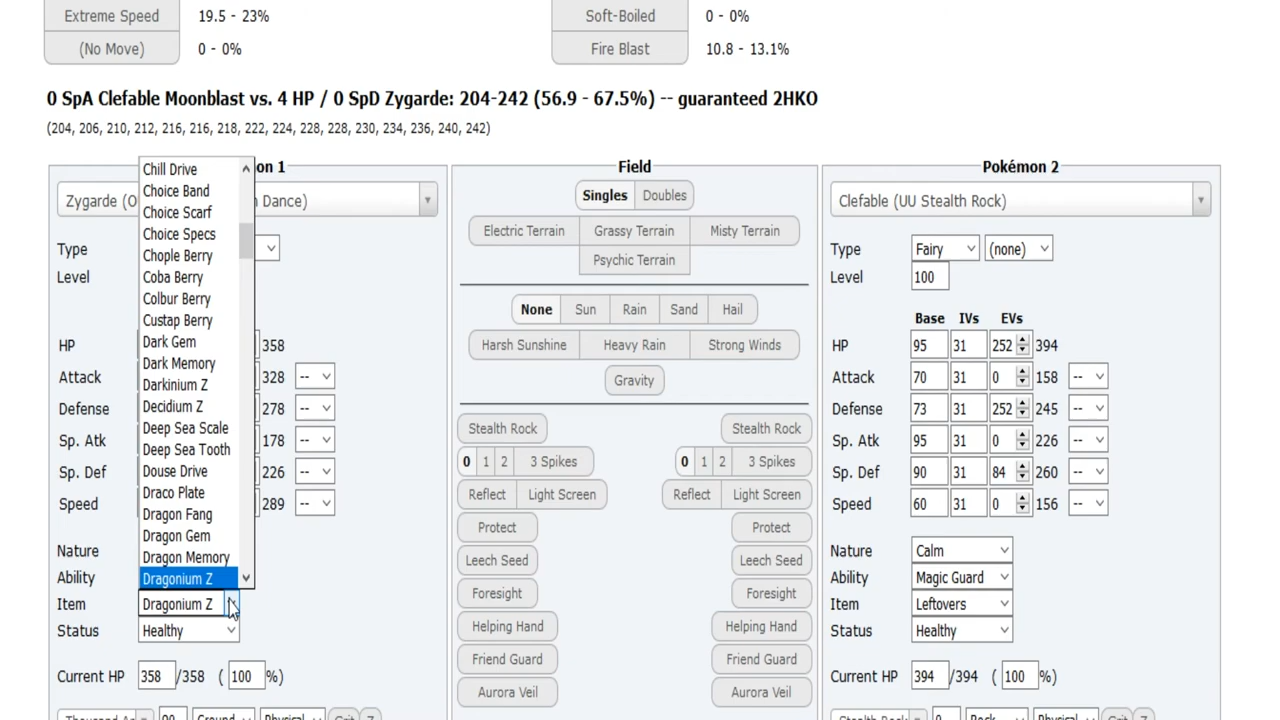 Extreme Speed 19.5 - 23% Soft-Boiled 0 - 0%
(No Move) 0 - 0% Fire Blast 10.8 - 13.1%
0 SpA Clefable Moonblast vs. 4 HP / 0 SpD Zygarde: 204-242 (56.9 - 67.5%) -- guaranteed 2HKO
(204, 206, 210, 212, 216, 216, 218, 222, 224, 228, 228, 230, 234, 236, 240, 242)
on 1
Zygarde (O n Dance)
Type
Level
HP 358
Attack 328 --
Defense 278 --
Sp. Atk 178 --
Sp. Def 226 --
Speed 289 --
Nature
Ability
Item Dragonium Z
Status Healthy
Current HP 358 /358 ( 100 %)
Chill Drive
Choice Band
Choice Scarf
Choice Specs
Chople Berry
Coba Berry
Colbur Berry
Custap Berry
Dark Gem
Dark Memory
Darkinium Z
Decidium Z
Deep Sea Scale
Deep Sea Tooth
Douse Drive
Draco Plate
Dragon Fang
Dragon Gem
Dragon Memory
Dragonium Z
Field
Singles Doubles
Electric Terrain Grassy Terrain Misty Terrain
Psychic Terrain
None Sun Rain Sand Hail
Harsh Sunshine Heavy Rain Strong Winds
Gravity
Stealth Rock Stealth Rock
0 1 2 3 Spikes 0 1 2 3 Spikes
Reflect Light Screen Reflect Light Screen
Protect Protect
Leech Seed Leech Seed
Foresight Foresight
Helping Hand Helping Hand
Friend Guard Friend Guard
Aurora Veil Aurora Veil
Pokémon 2
Clefable (UU Stealth Rock)
Type Fairy (none)
Level 100
Base IVs EVs
HP 95 31 252 394
Attack 70 31 0 158 --
Defense 73 31 252 245 --
Sp. Atk 95 31 0 226 --
Sp. Def 90 31 84 260 --
Speed 60 31 0 156 --
Nature Calm
Ability Magic Guard
Item Leftovers
Status Healthy
Current HP 394 /394 ( 100 %)